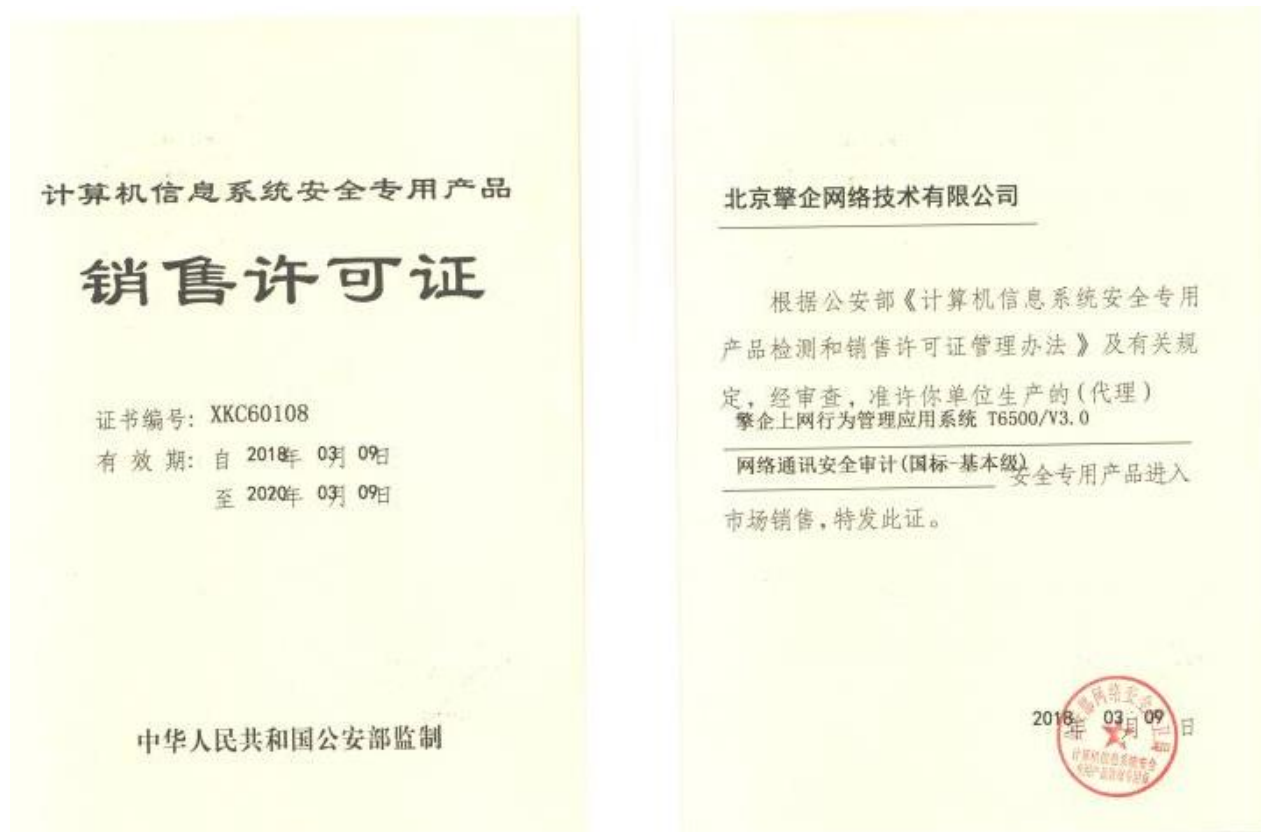 计算机信息系统安全专用产品
销售许可证
证书编号: XKC60108
有 效 期: 自 2018年 03月 09日
至 2020年 03月 09日
中华人民共和国公安部监制
北京擎企网络技术有限公司
根据公安部《计算机信息系统安全专用
产品检测和销售许可证管理办法》及有关规
定,经审查,准许你单位生产的(代理)
擎企上网行为管理应用系统 T6500/V3.0
网络通讯安全审计(国标-基本级)
安全专用产品进入
市场销售,特发此证。
2018年 03月 09日
计算机信息系统安全